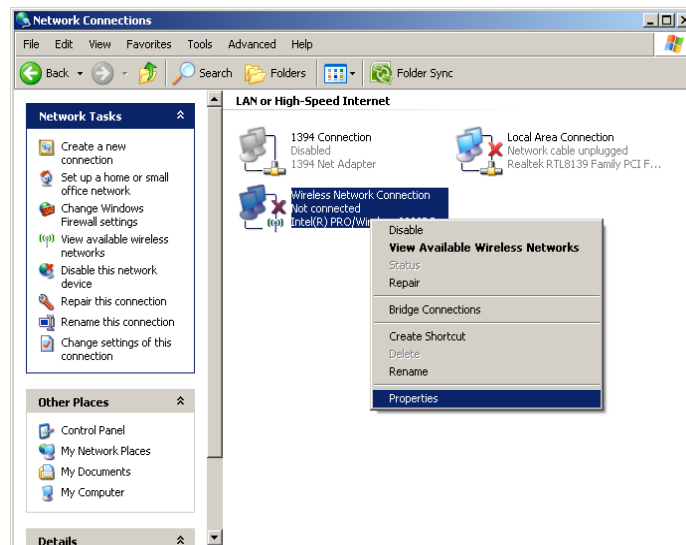 Network Connections
File Edit View Favorites Tools Advanced Help
Back Search Folders Folder Sync
Network Tasks
Create a new
connection
Set up a home or small
office network
Change Windows
Firewall settings
View available wireless
networks
Disable this network
device
Repair this connection
Rename this connection
Change settings of this
connection
Other Places
Control Panel
My Network Places
My Documents
My Computer
Details
LAN or High-Speed Internet
1394 Connection
Disabled
1394 Net Adapter
Local Area Connection
Network cable unplugged
Realtek RTL8139 Family PCI F...
Wireless Network Connection
Not connected
Intel(R)
Disable
View Available Wireless Networks
Status
Repair
Bridge Connections
Create Shortcut
Delete
Rename
Properties